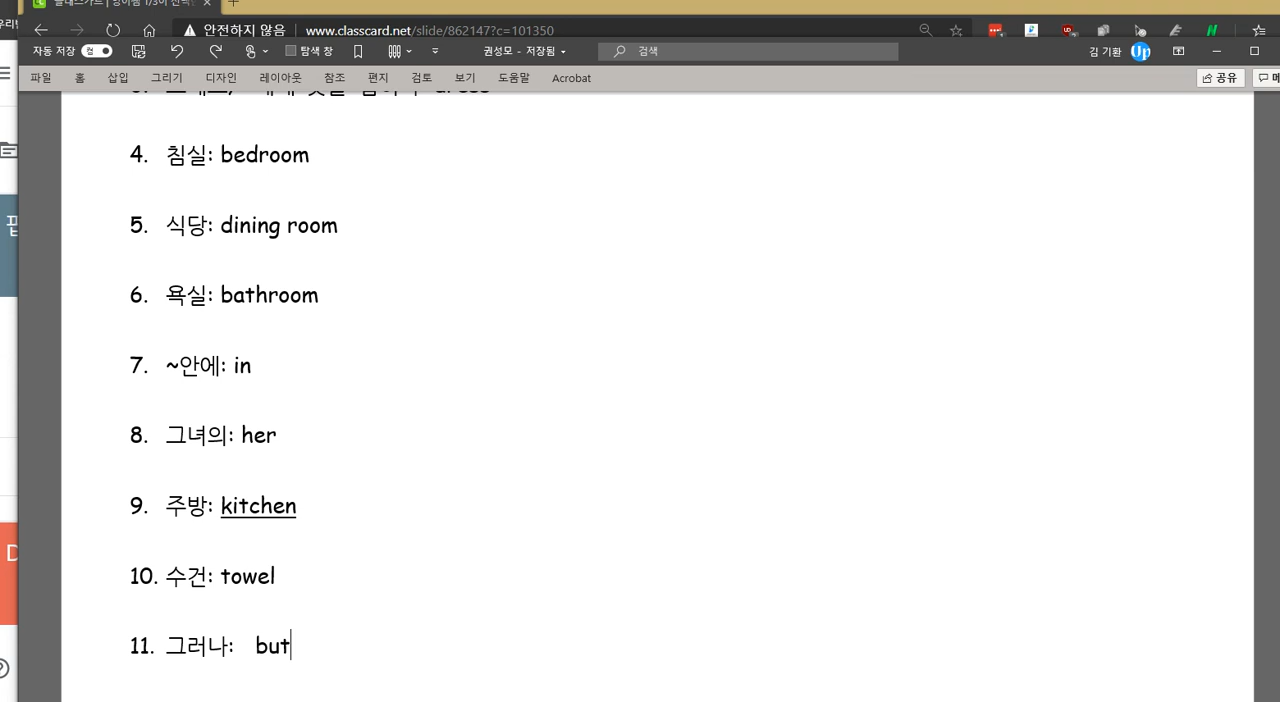 안전하지 않음 www.classcard.net/slide/862147?c=101350
자동 저장 탐색 창 권성모 - 저장됨 검색 김 기환 Up
파일 홈 삽입 그리기 디자인 레이아웃 참조 편지 검토 보기 도움말 Acrobat 공유
4. 침실: bedroom
5. 식당: dining room
6. 욕실: bathroom
7. ~안에: in
8. 그녀의: her
9. 주방: kitchen
10. 수건: towel
11. 그러나: but